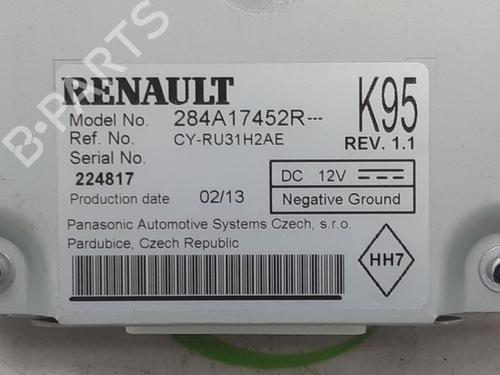 B-PARTS
RENAULT
K95
Model No. 284A17452R---
Ref. No. CY-RU31H2AE
REV. 1.1
Serial No.
224817
DC 12V
Production date 02/13
Negative Ground
Panasonic Automotive Systems Czech, s.r.o.
Pardubice, Czech Republic
HH7